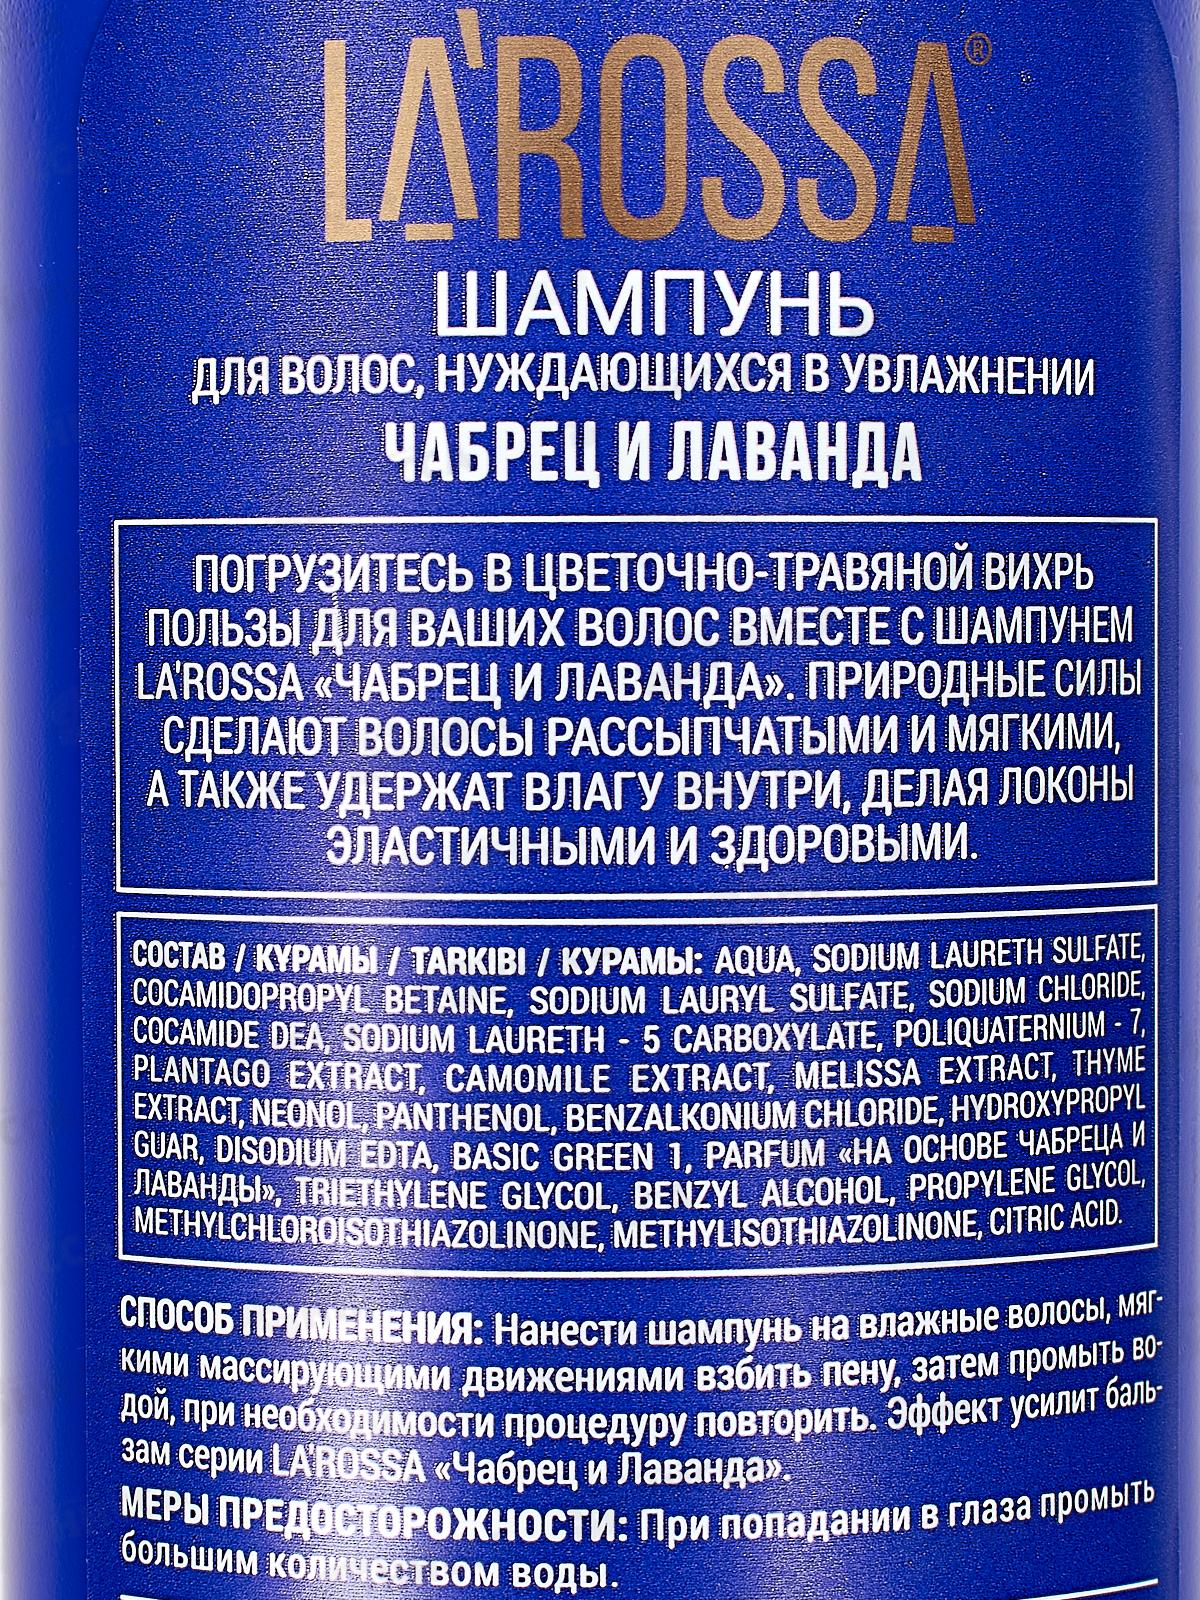 LA'ROSSA®
ШАМПУНЬ
ДЛЯ ВОЛОС, НУЖДАЮЩИХСЯ В УВЛАЖНЕНИИ
ЧАБРЕЦ И ЛАВАНДА
ПОГРУЗИТЕСЬ В ЦВЕТОЧНО-ТРАВЯНОЙ ВИХРЬ
ПОЛЬЗЫ ДЛЯ ВАШИХ ВОЛОС ВМЕСТЕ С ШАМПУНЕМ
LA'ROSSA «ЧАБРЕЦ И ЛАВАНДА». ПРИРОДНЫЕ СИЛЫ
СДЕЛАЮТ ВОЛОСЫ РАССЫПЧАТЫМИ И МЯГКИМИ,
А ТАКЖЕ УДЕРЖАТ ВЛАГУ ВНУТРИ, ДЕЛАЯ ЛОКОНЫ
ЭЛАСТИЧНЫМИ И ЗДОРОВЫМИ.
СОСТАВ / ҚҰРАМЫ / TARKIBI / КУРАМЫ: AQUA, SODIUM LAURETH SULFATE,
COCAMIDOPROPYL BETAINE, SODIUM LAURYL SULFATE, SODIUM CHLORIDE,
COCAMIDE DEA, SODIUM LAURETH - 5 CARBOXYLATE, POLIQUATERNIUM - 7,
PLANTAGO EXTRACT, CAMOMILE EXTRACT, MELISSA EXTRACT, THYME
EXTRACT, NEONOL, PANTHENOL, BENZALKONIUM CHLORIDE, HYDROXYPROPYL
GUAR, DISODIUM EDTA, BASIC GREEN 1, PARFUM «НА ОСНОВЕ ЧАБРЕЦА И
ЛАВАНДЫ», TRIETHYLENE GLYCOL, BENZYL ALCOHOL, PROPYLENE GLYCOL,
METHYLCHLOROISOTHIAZOLINONE, METHYLISOTHIAZOLINONE, CITRIC ACID.
СПОСОБ ПРИМЕНЕНИЯ: Нанести шампунь на влажные волосы, мяг-
кими массирующими движениями взбить пену, затем промыть во-
дой, при необходимости процедуру повторить. Эффект усилит баль-
зам серии LA'ROSSA «Чабрец и Лаванда».
МЕРЫ ПРЕДОСТОРОЖНОСТИ: При попадании в глаза промыть
большим количеством воды.